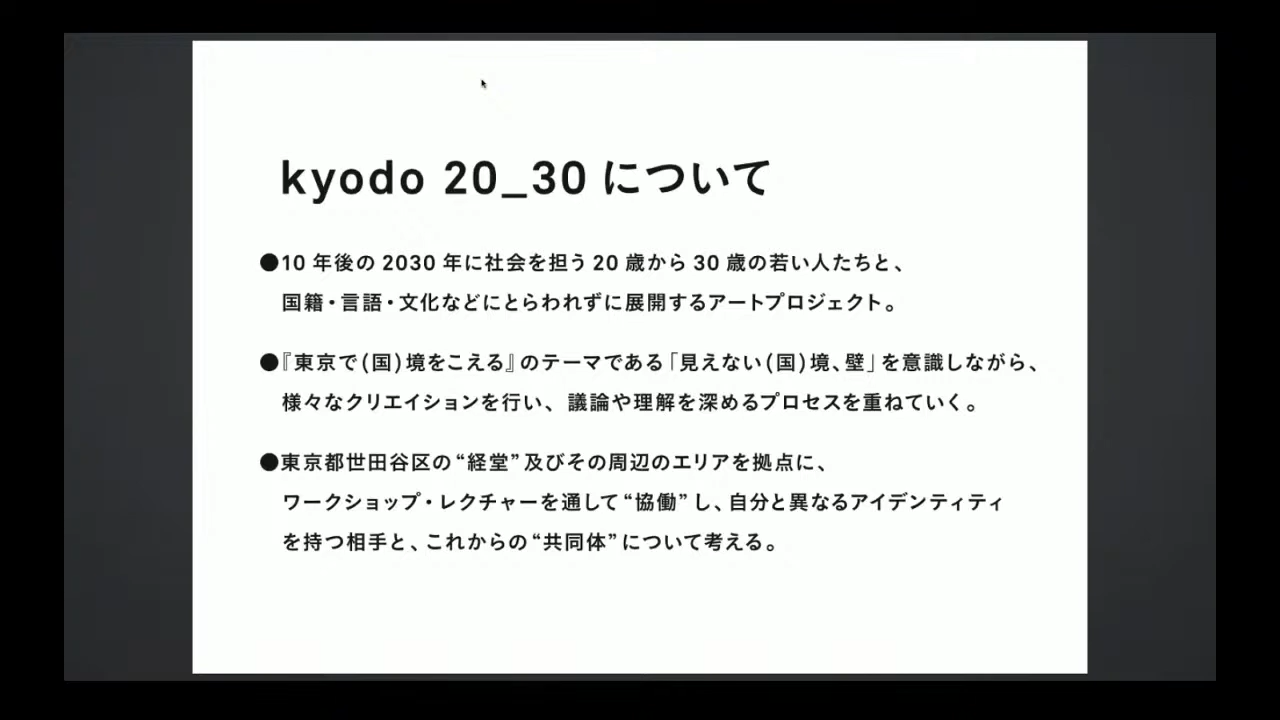 kyodo 20_30 について
●10 年後の 2030 年に社会を担う 20 歳から 30 歳の若い人たちと、
国籍・言語・文化などにとらわれずに展開するアートプロジェクト。
●『東京で(国)境をこえる』のテーマである「見えない(国)境、壁」を意識しながら、
様々なクリエイションを行い、議論や理解を深めるプロセスを重ねていく。
●東京都世田谷区の“経堂”及びその周辺のエリアを拠点に、
ワークショップ・レクチャーを通して“協働”し、自分と異なるアイデンティティ
を持つ相手と、これからの“共同体”について考える。